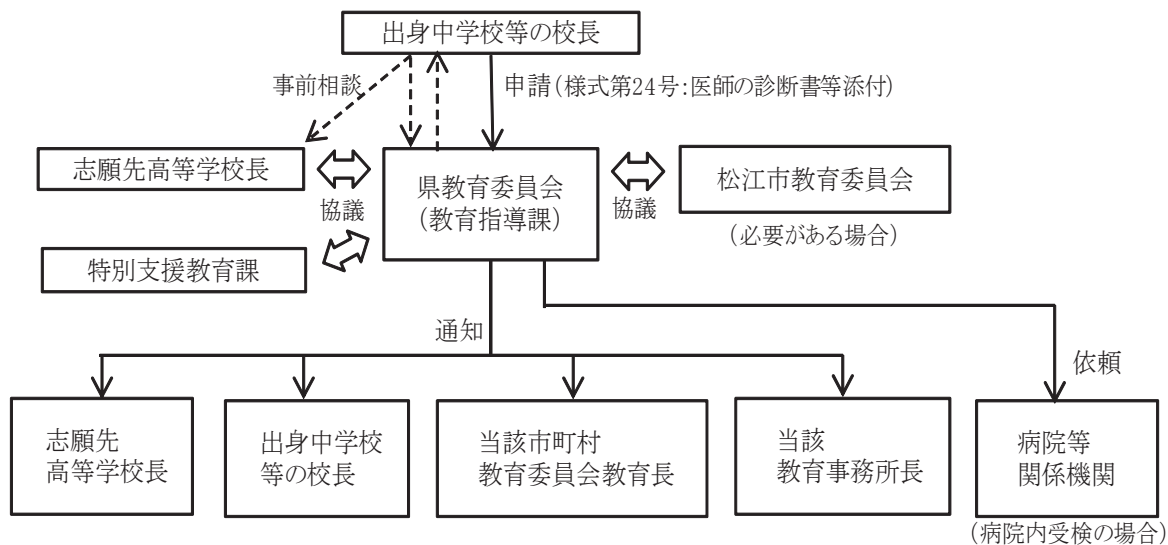 出身中学校等の校長
事前相談
申請(様式第24号:医師の診断書等添付)
志願先高等学校長
協議
県教育委員会
(教育指導課)
協議
松江市教育委員会
(必要がある場合)
特別支援教育課
通知
依頼
志願先
高等学校長
出身中学校
等の校長
当該市町村
教育委員会教育長
当該
教育事務所長
病院等
関係機関
(病院内受検の場合)